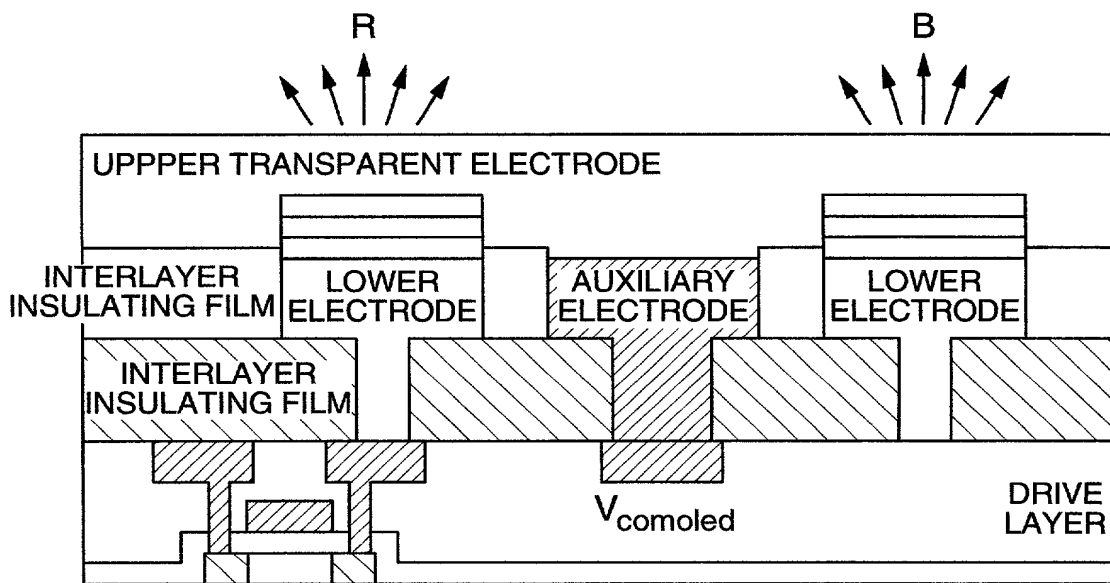 R
B
UPPPER TRANSPARENT ELECTRODE
INTERLAYER
INSULATING FILM
LOWER
ELECTRODE
AUXILIARY
ELECTRODE
LOWER
ELECTRODE
INTERLAYER
INSULATING FILM
Vcomoled
DRIVE
LAYER